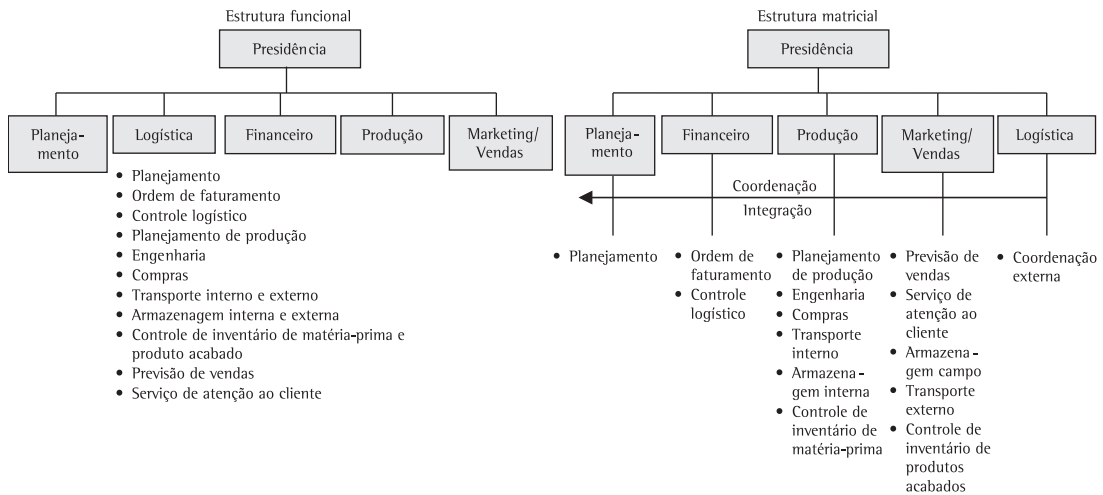 Estrutura funcional
Presidência
Planeja-
mento
Logística
Financeiro
Produção
Marketing/
Vendas
• Planejamento
• Ordem de faturamento
• Controle logístico
• Planejamento de produção
• Engenharia
• Compras
• Transporte interno e externo
• Armazenagem interna e externa
• Controle de inventário de matéria-prima e
produto acabado
• Previsão de vendas
• Serviço de atenção ao cliente
Estrutura matricial
Presidência
Planeja-
mento
Financeiro
Produção
Marketing/
Vendas
Logística
Coordenação
Integração
• Planejamento
• Ordem de
faturamento
• Controle
logístico
• Planejamento
de produção
• Engenharia
• Compras
• Transporte
interno
• Armazena-
gem interna
• Controle de
inventário de
matéria-prima
• Previsão de
vendas
• Serviço de
atenção ao
cliente
• Armazena-
gem campo
• Transporte
externo
• Controle de
inventário de
produtos
acabados
• Coordenação
externa